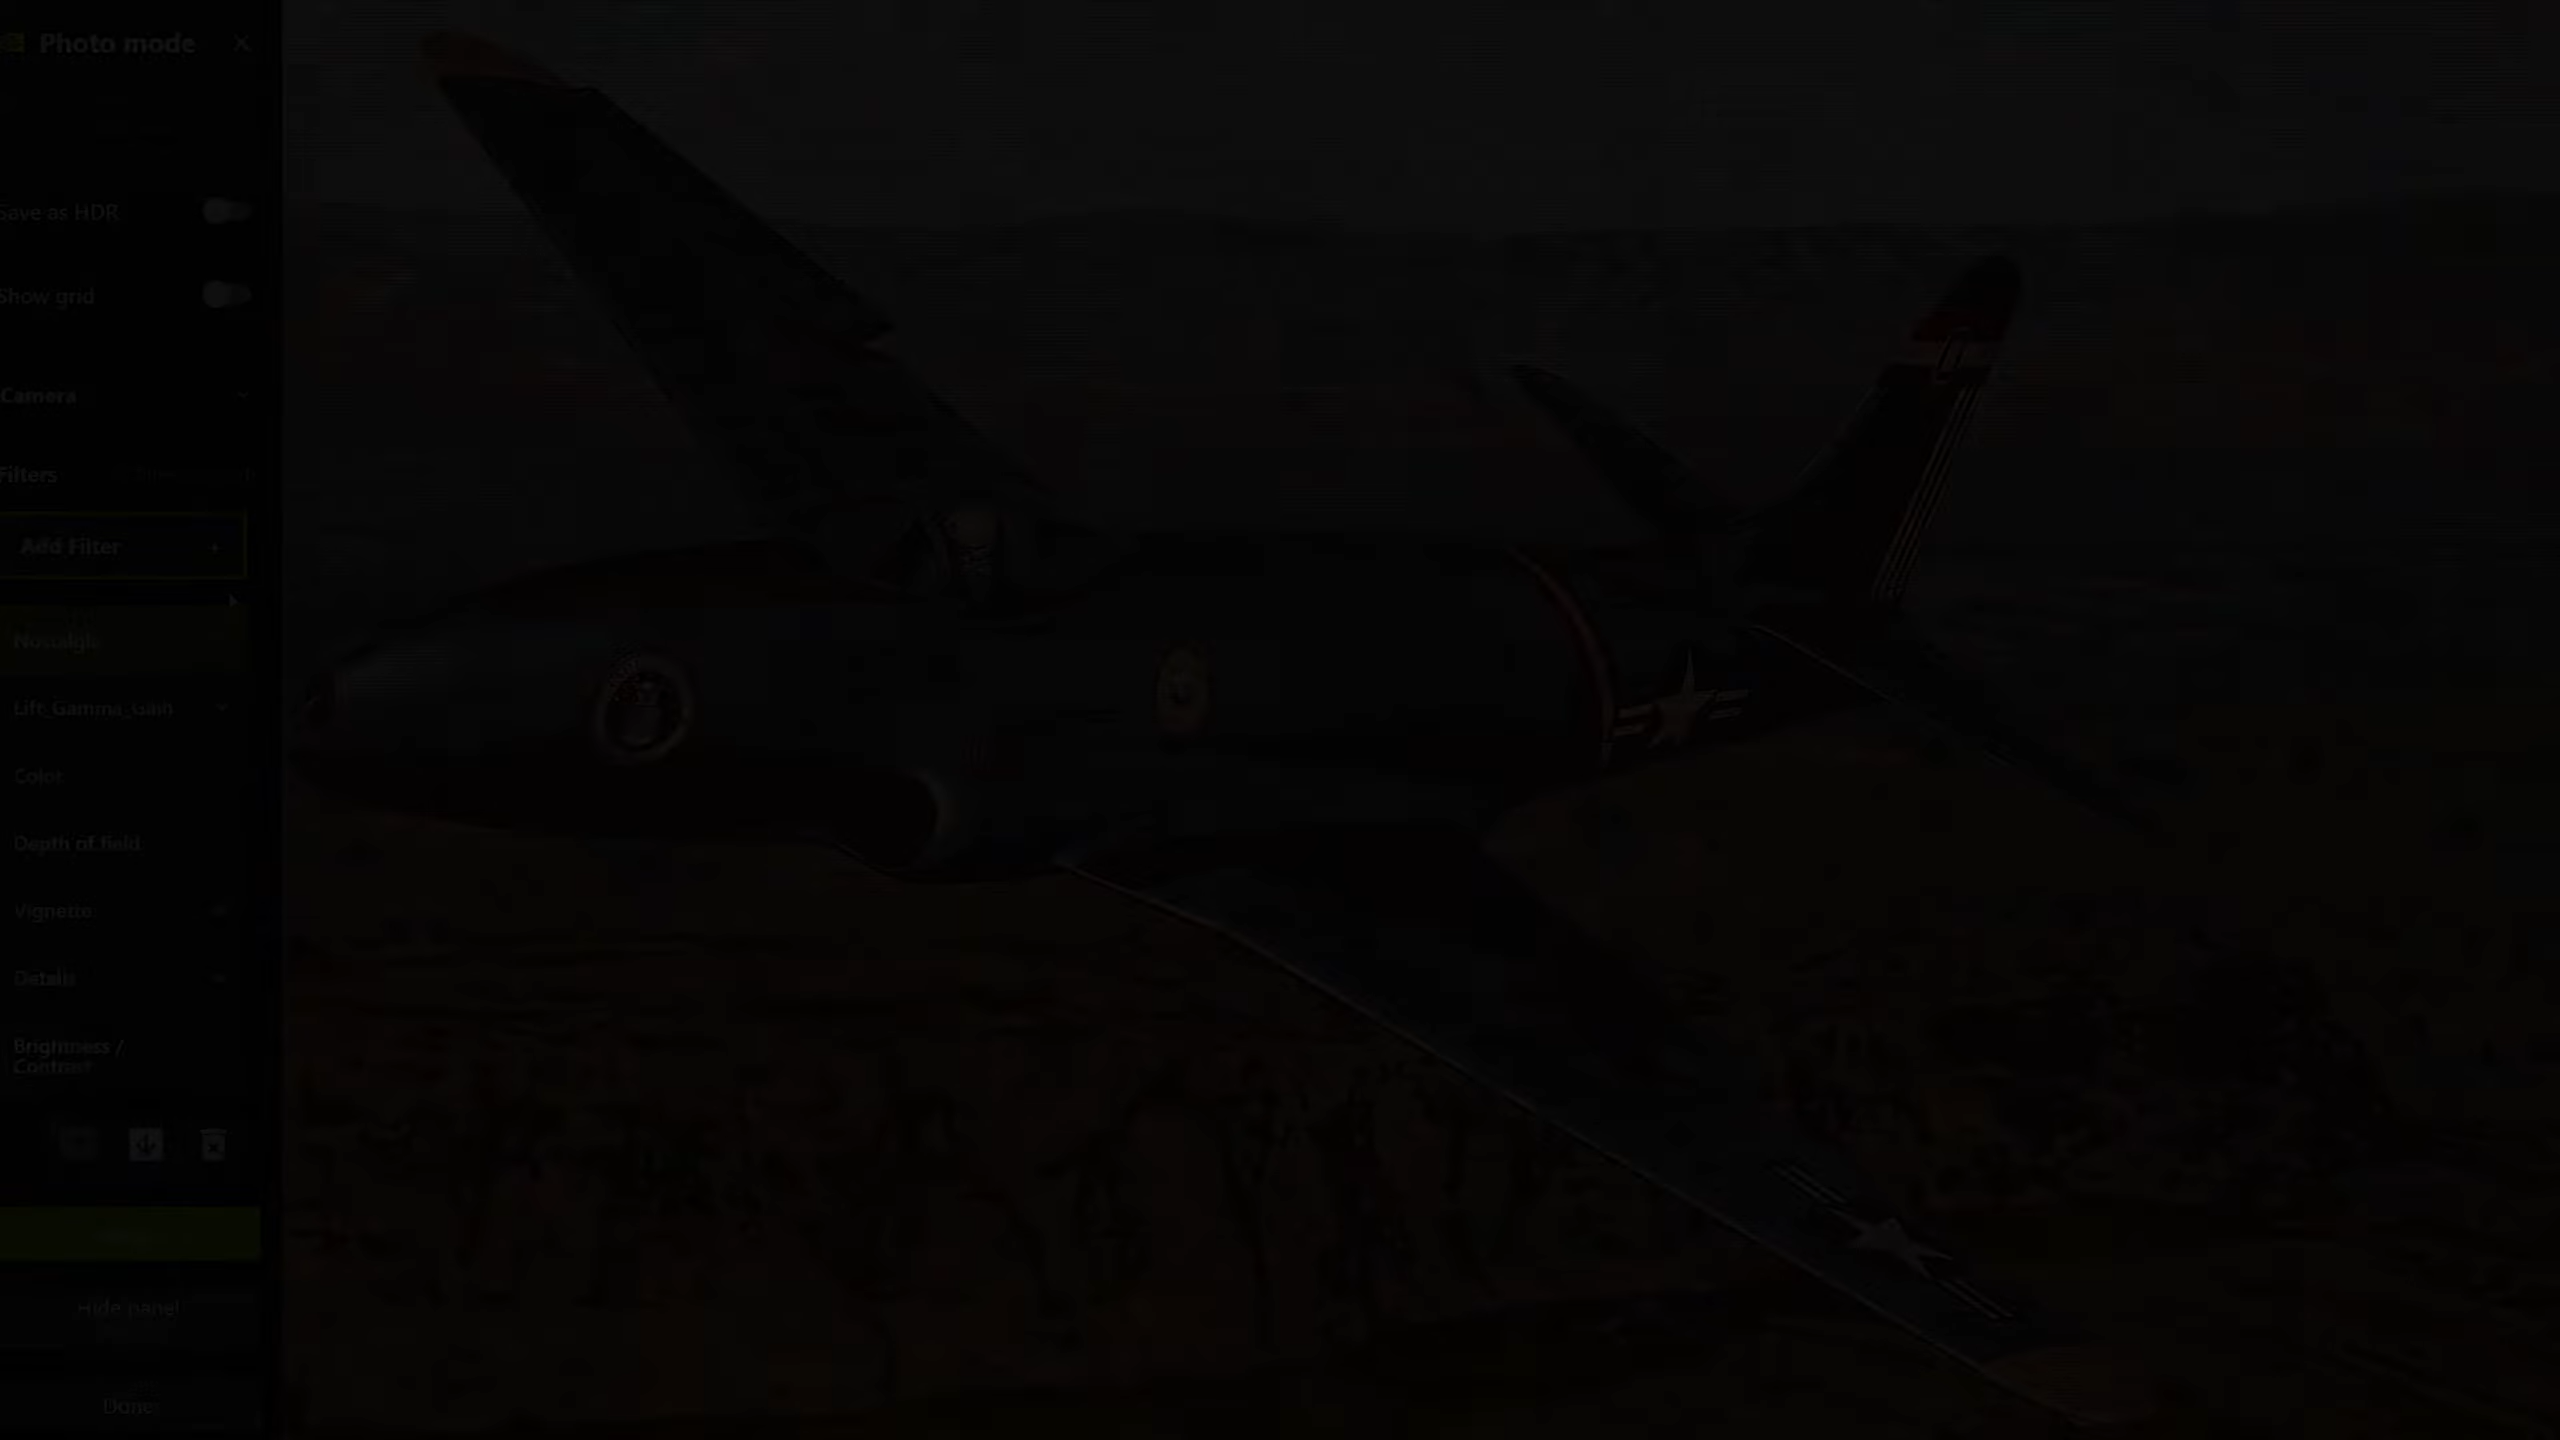 Photo mode
Save as HDR
Show grid
Camera
Filters
Add Filter +
Nostalgic
Lift_Gamma_Gain
Color
Depth of field
Vignette
Details
Brightness /
Contrast
Hide panel
Done